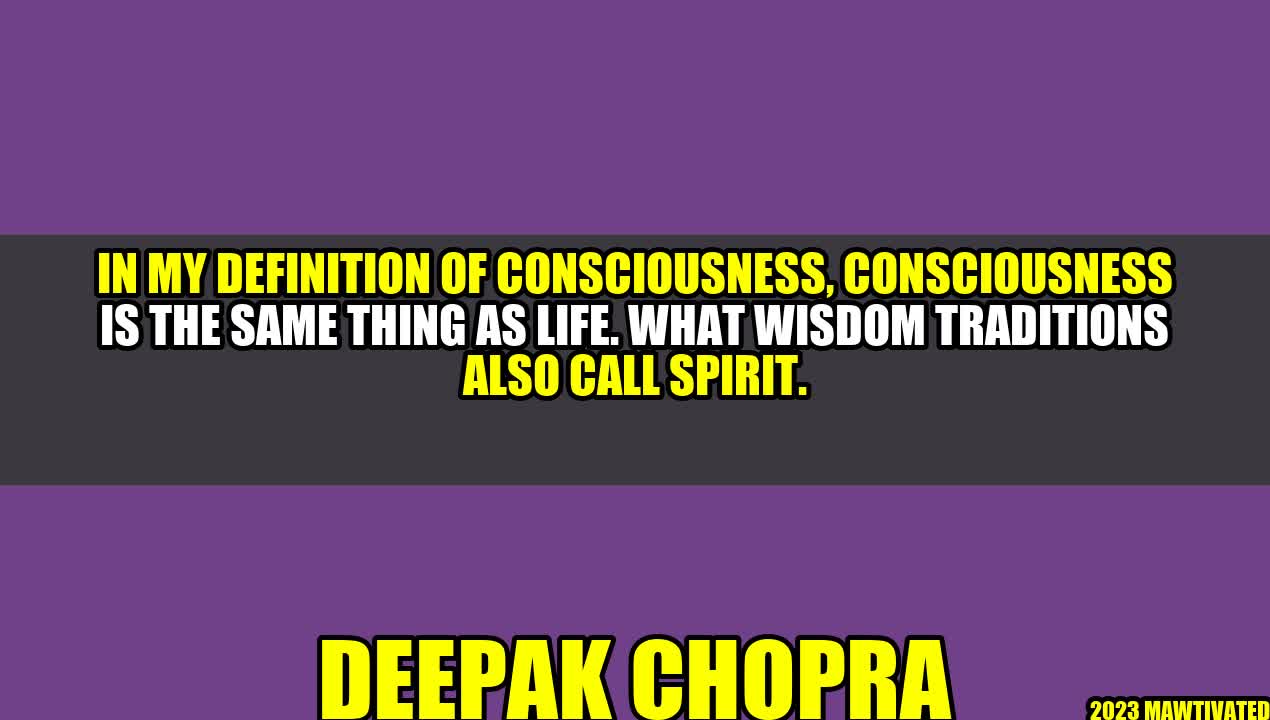 IN MY DEFINITION OF CONSCIOUSNESS, CONSCIOUSNESS
IS THE SAME THING AS LIFE. WHAT WISDOM TRADITIONS
ALSO CALL SPIRIT.
DEEPAK CHOPRA
2023 MAWTIVATED